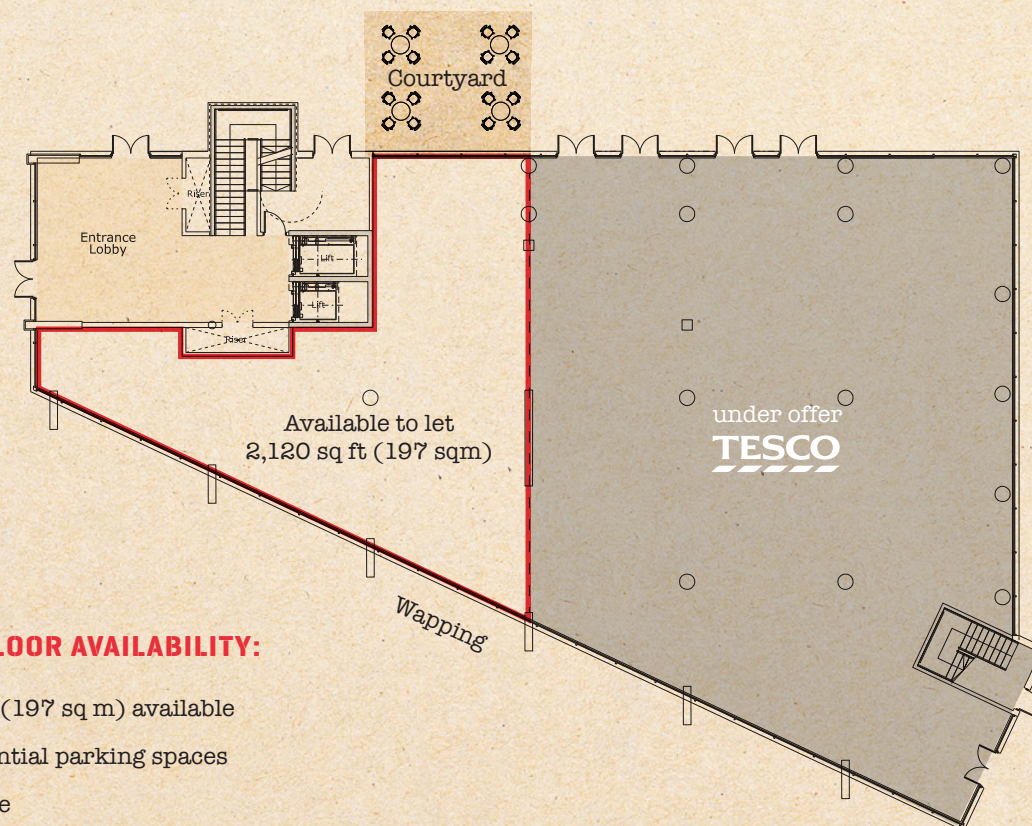 Courtyard
Riser
Entrance
Lobby
Lift
Lift
Riser
Available to let
2,120 sq ft (197 sqm)
under offer
TESCO
Wapping
LOOR AVAILABILITY:
(197 sq m) available
ntial parking spaces
e